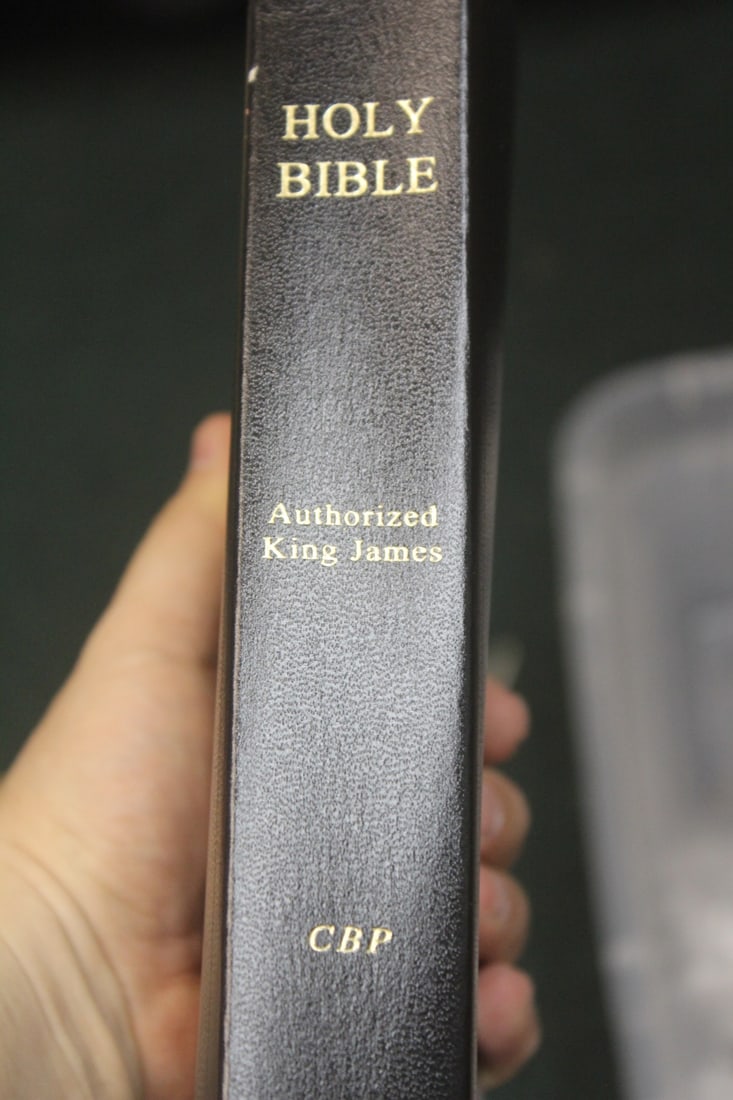 HOLY
BIBLE
Authorized
King James
CBP